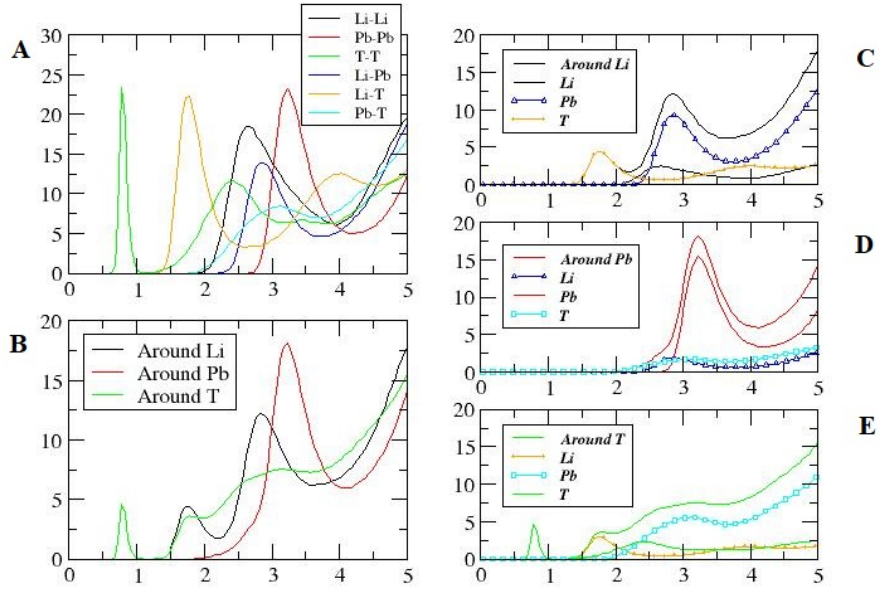 A
30
25
20
15
10
5
0
0 1 2 3 4 5
Li-Li
Pb-Pb
T-T
Li-Pb
Li-T
Pb-T
B
20
15
10
5
0
0 1 2 3 4 5
Around Li
Around Pb
Around T
C
20
15
10
5
0
0 1 2 3 4 5
Around Li
Li
Pb
T
D
20
15
10
5
0
0 1 2 3 4 5
Around Pb
Li
Pb
T
E
20
15
10
5
0
0 1 2 3 4 5
Around T
Li
Pb
T